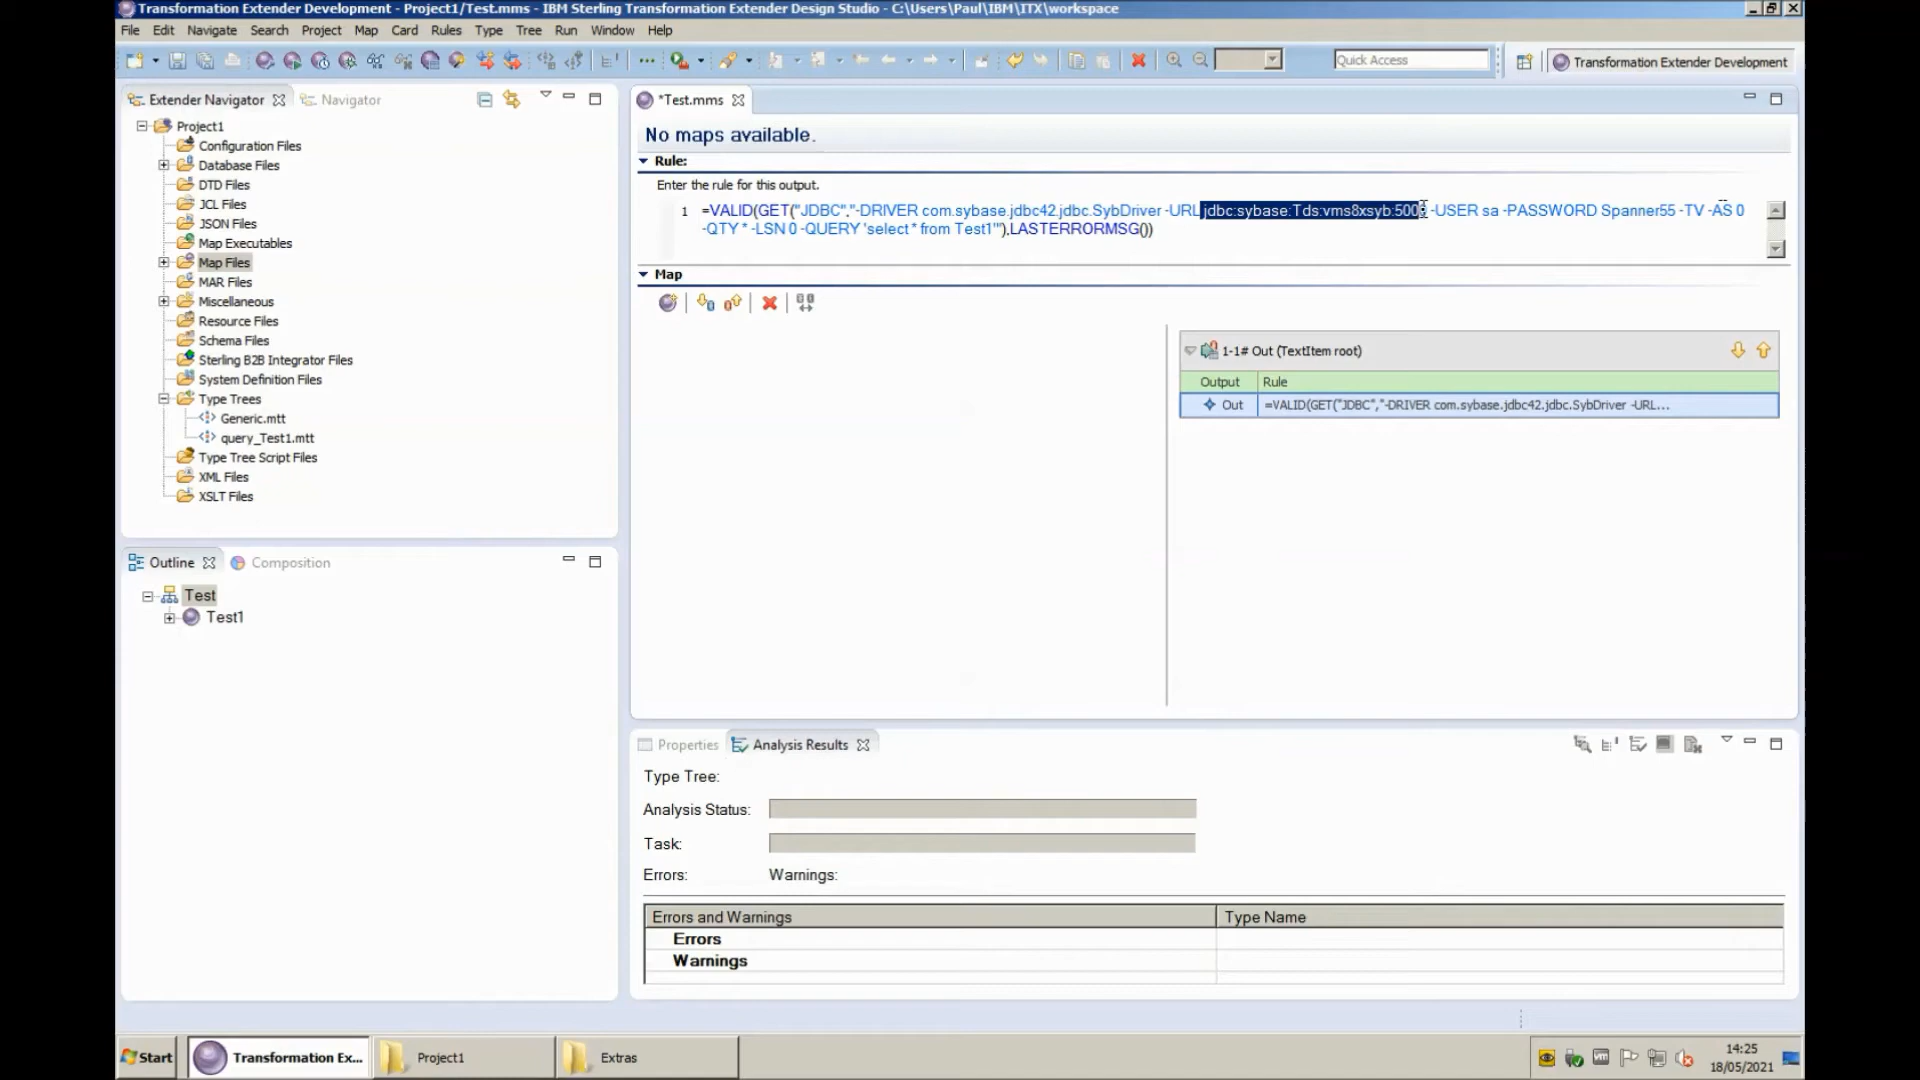 Transformation Extender Development - Project1/Test.mms - IBM Sterling Transformation Extender Design Studio - C:\Users\Paul\IBM\ITX\workspace
File Edit Navigate Search Project Map Card Rules Type Tree Run Window Help
Quick Access
Transformation Extender Development
Extender Navigator
Navigator
Project1
Configuration Files
Database Files
DTD Files
JCL Files
JSON Files
Map Executables
Map Files
MAR Files
Miscellaneous
Resource Files
Schema Files
Sterling B2B Integrator Files
System Definition Files
Type Trees
Generic.mtt
query_Test1.mtt
Type Tree Script Files
XML Files
XSLT Files
Outline
Composition
Test
Test1
*Test.mms
No maps available.
Rule:
Enter the rule for this output.
1 =VALID(GET("JDBC","-DRIVER com.sybase.jdbc42.jdbc.SybDriver -URL jdbc:sybase:Tds:vms8xsyb:500 -USER sa -PASSWORD Spanner55 -TV -AS 0
-QTY * -LSN 0 -QUERY 'select * from Test1'"),LASTERRORMSG())
Map
1-1# Out (TextItem root)
Output Rule
Out =VALID(GET("JDBC","-DRIVER com.sybase.jdbc42.jdbc.SybDriver -URL...
Properties
Analysis Results
Type Tree:
Analysis Status:
Task:
Errors: Warnings:
Errors and Warnings Type Name
Errors
Warnings
Start
Transformation Ex...
Project1
Extras
14:25
18/05/2021